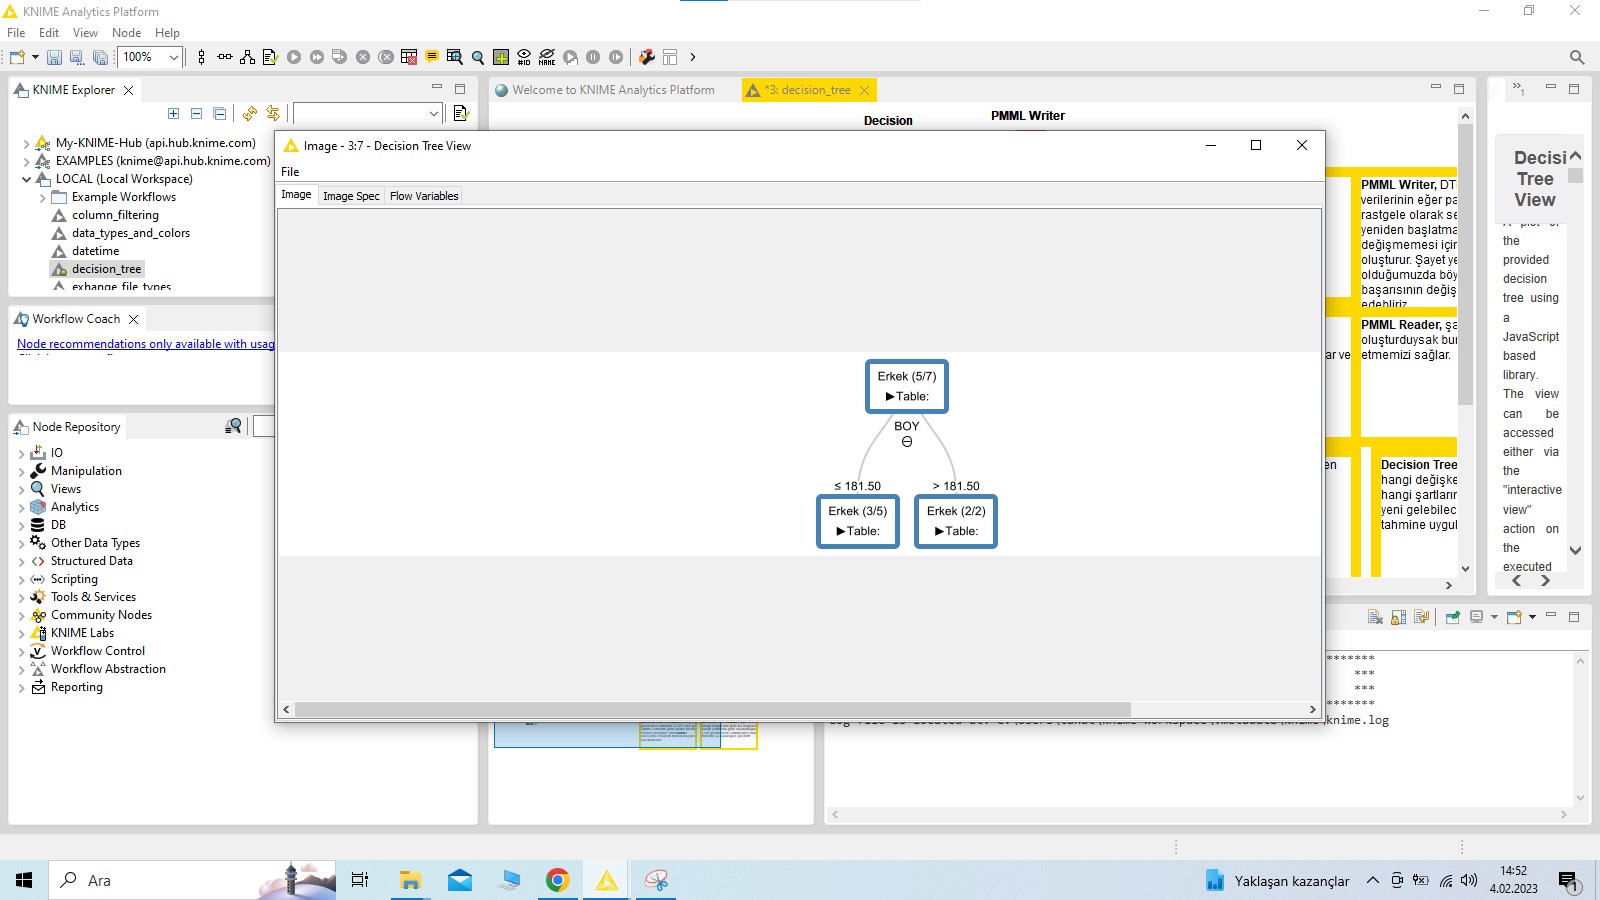 KNIME Analytics Platform
File Edit View Node Help
100%
#ID
NAME
KNIME Explorer
My-KNIME-Hub (api.hub.knime.com)
EXAMPLES (knime@api.hub.knime.com)
LOCAL (Local Workspace)
Example Workflows
column_filtering
data_types_and_colors
datetime
decision_tree
exhange_file_types
Workflow Coach
Node recommendations only available with usag
Node Repository
IO
Manipulation
Views
Analytics
DB
Other Data Types
Structured Data
Scripting
Tools & Services
Community Nodes
KNIME Labs
Workflow Control
Workflow Abstraction
Reporting
Welcome to KNIME Analytics Platform
*3: decision_tree
Decision
PMML Writer
Image - 3:7 - Decision Tree View
File
Image
Image Spec
Flow Variables
Erkek (5/7)
▶Table:
BOY
≤ 181.50
> 181.50
Erkek (3/5)
▶Table:
Erkek (2/2)
▶Table:
PMML Writer, DT
verilerinin eğer pa
rastgele olarak se
yeniden başlatma
değişmemesi için
oluşturur. Şayet ye
olduğumuzda böy
başarısının değiş
edebliriz
PMML Reader, şa
oluşturduysak bu
ar ve etmemizi sağlar.
en
Decision Tree
hangi değişke
hangi şartların
yeni gelebilec
tahmine uygul
Decisi
Tree
View
A plot of
the
provided
decision
tree using
a
JavaScript
based
library.
The view
can be
accessed
either via
the
"interactive
view"
action on
the
executed
*******
***
***
*******
knime.log
Ara
Yaklaşan kazançlar
14:52
4.02.2023
1